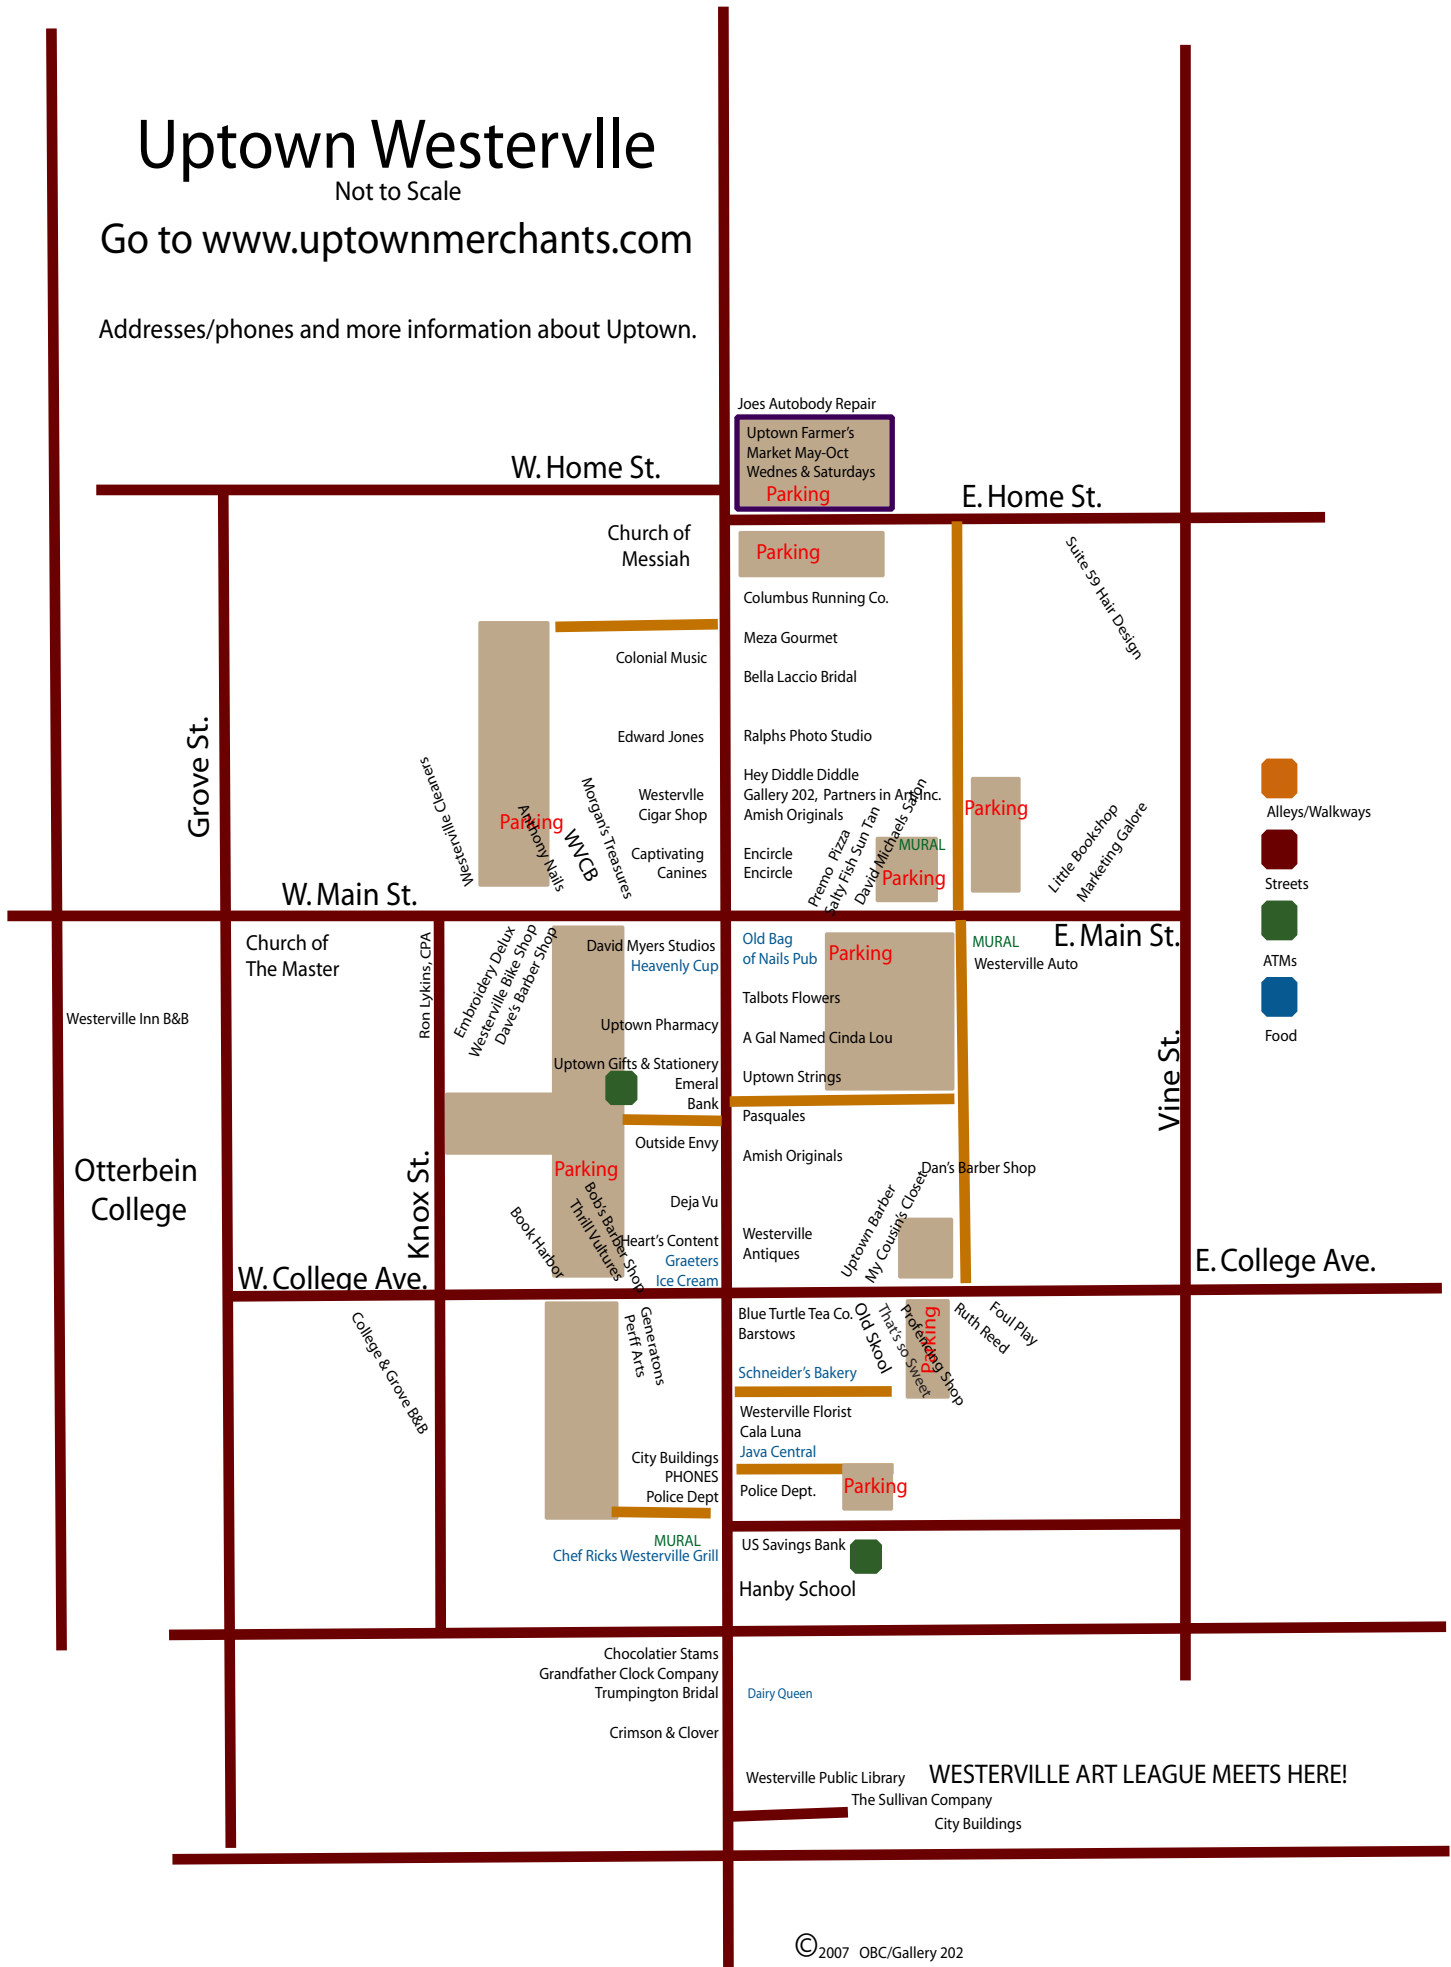 Uptown Westervlle
Not to Scale
Go to www.uptownmerchants.com
Addresses/phones and more information about Uptown.
Joes Autobody Repair
Uptown Farmer's
Market May-Oct
Wednes & Saturdays
Parking
W. Home St.
E. Home St.
Church of
Messiah
Parking
Suite 59 Hair Design
Columbus Running Co.
Meza Gourmet
Colonial Music
Bella Laccio Bridal
Grove St.
Edward Jones
Ralphs Photo Studio
Hey Diddle Diddle
Gallery 202, Partners in Art-Inc.
Amish Originals
Westervlle
Cigar Shop
Westerville Cleaners
Parking
Anthony Nails
WVCB
Morgan's Treasures
Captivating
Canines
Encircle
Encircle
Premo Pizza
Salty Fish Sun Tan
David Michaels Salon
MURAL
Parking
Parking
Little Bookshop
Marketing Galore
Alleys/Walkways
Streets
ATMs
Food
W. Main St.
E. Main St.
Church of
The Master
Ron Lykins, CPA
Embroidery Delux
Westerville Bike Shop
Dave's Barber Shop
David Myers Studios
Heavenly Cup
Old Bag
of Nails Pub
Parking
MURAL
Westerville Auto
Westerville Inn B&B
Talbots Flowers
Uptown Pharmacy
A Gal Named Cinda Lou
Uptown Gifts & Stationery
Emeral
Bank
Uptown Strings
Vine St.
Pasquales
Outside Envy
Amish Originals
Otterbein
College
Knox St.
Parking
Dan's Barber Shop
Deja Vu
Book Harbor
Thrill Vultures
Bob's Barber Shop
Heart's Content
Graeters
Ice Cream
Westerville
Antiques
Uptown Barber
My Cousin's Closet
W. College Ave.
E. College Ave.
College & Grove B&B
Generatons
Perff Arts
Blue Turtle Tea Co.
Barstows
Old Skool
That's so Sweet
Profencing Shop
Parking
Ruth Reed
Foul Play
Schneider's Bakery
Westerville Florist
Cala Luna
Java Central
City Buildings
PHONES
Police Dept
Police Dept.
Parking
MURAL
Chef Ricks Westerville Grill
US Savings Bank
Hanby School
Chocolatier Stams
Grandfather Clock Company
Trumpington Bridal
Dairy Queen
Crimson & Clover
Westerville Public Library
WESTERVILLE ART LEAGUE MEETS HERE!
The Sullivan Company
City Buildings
©2007 OBC/Gallery 202